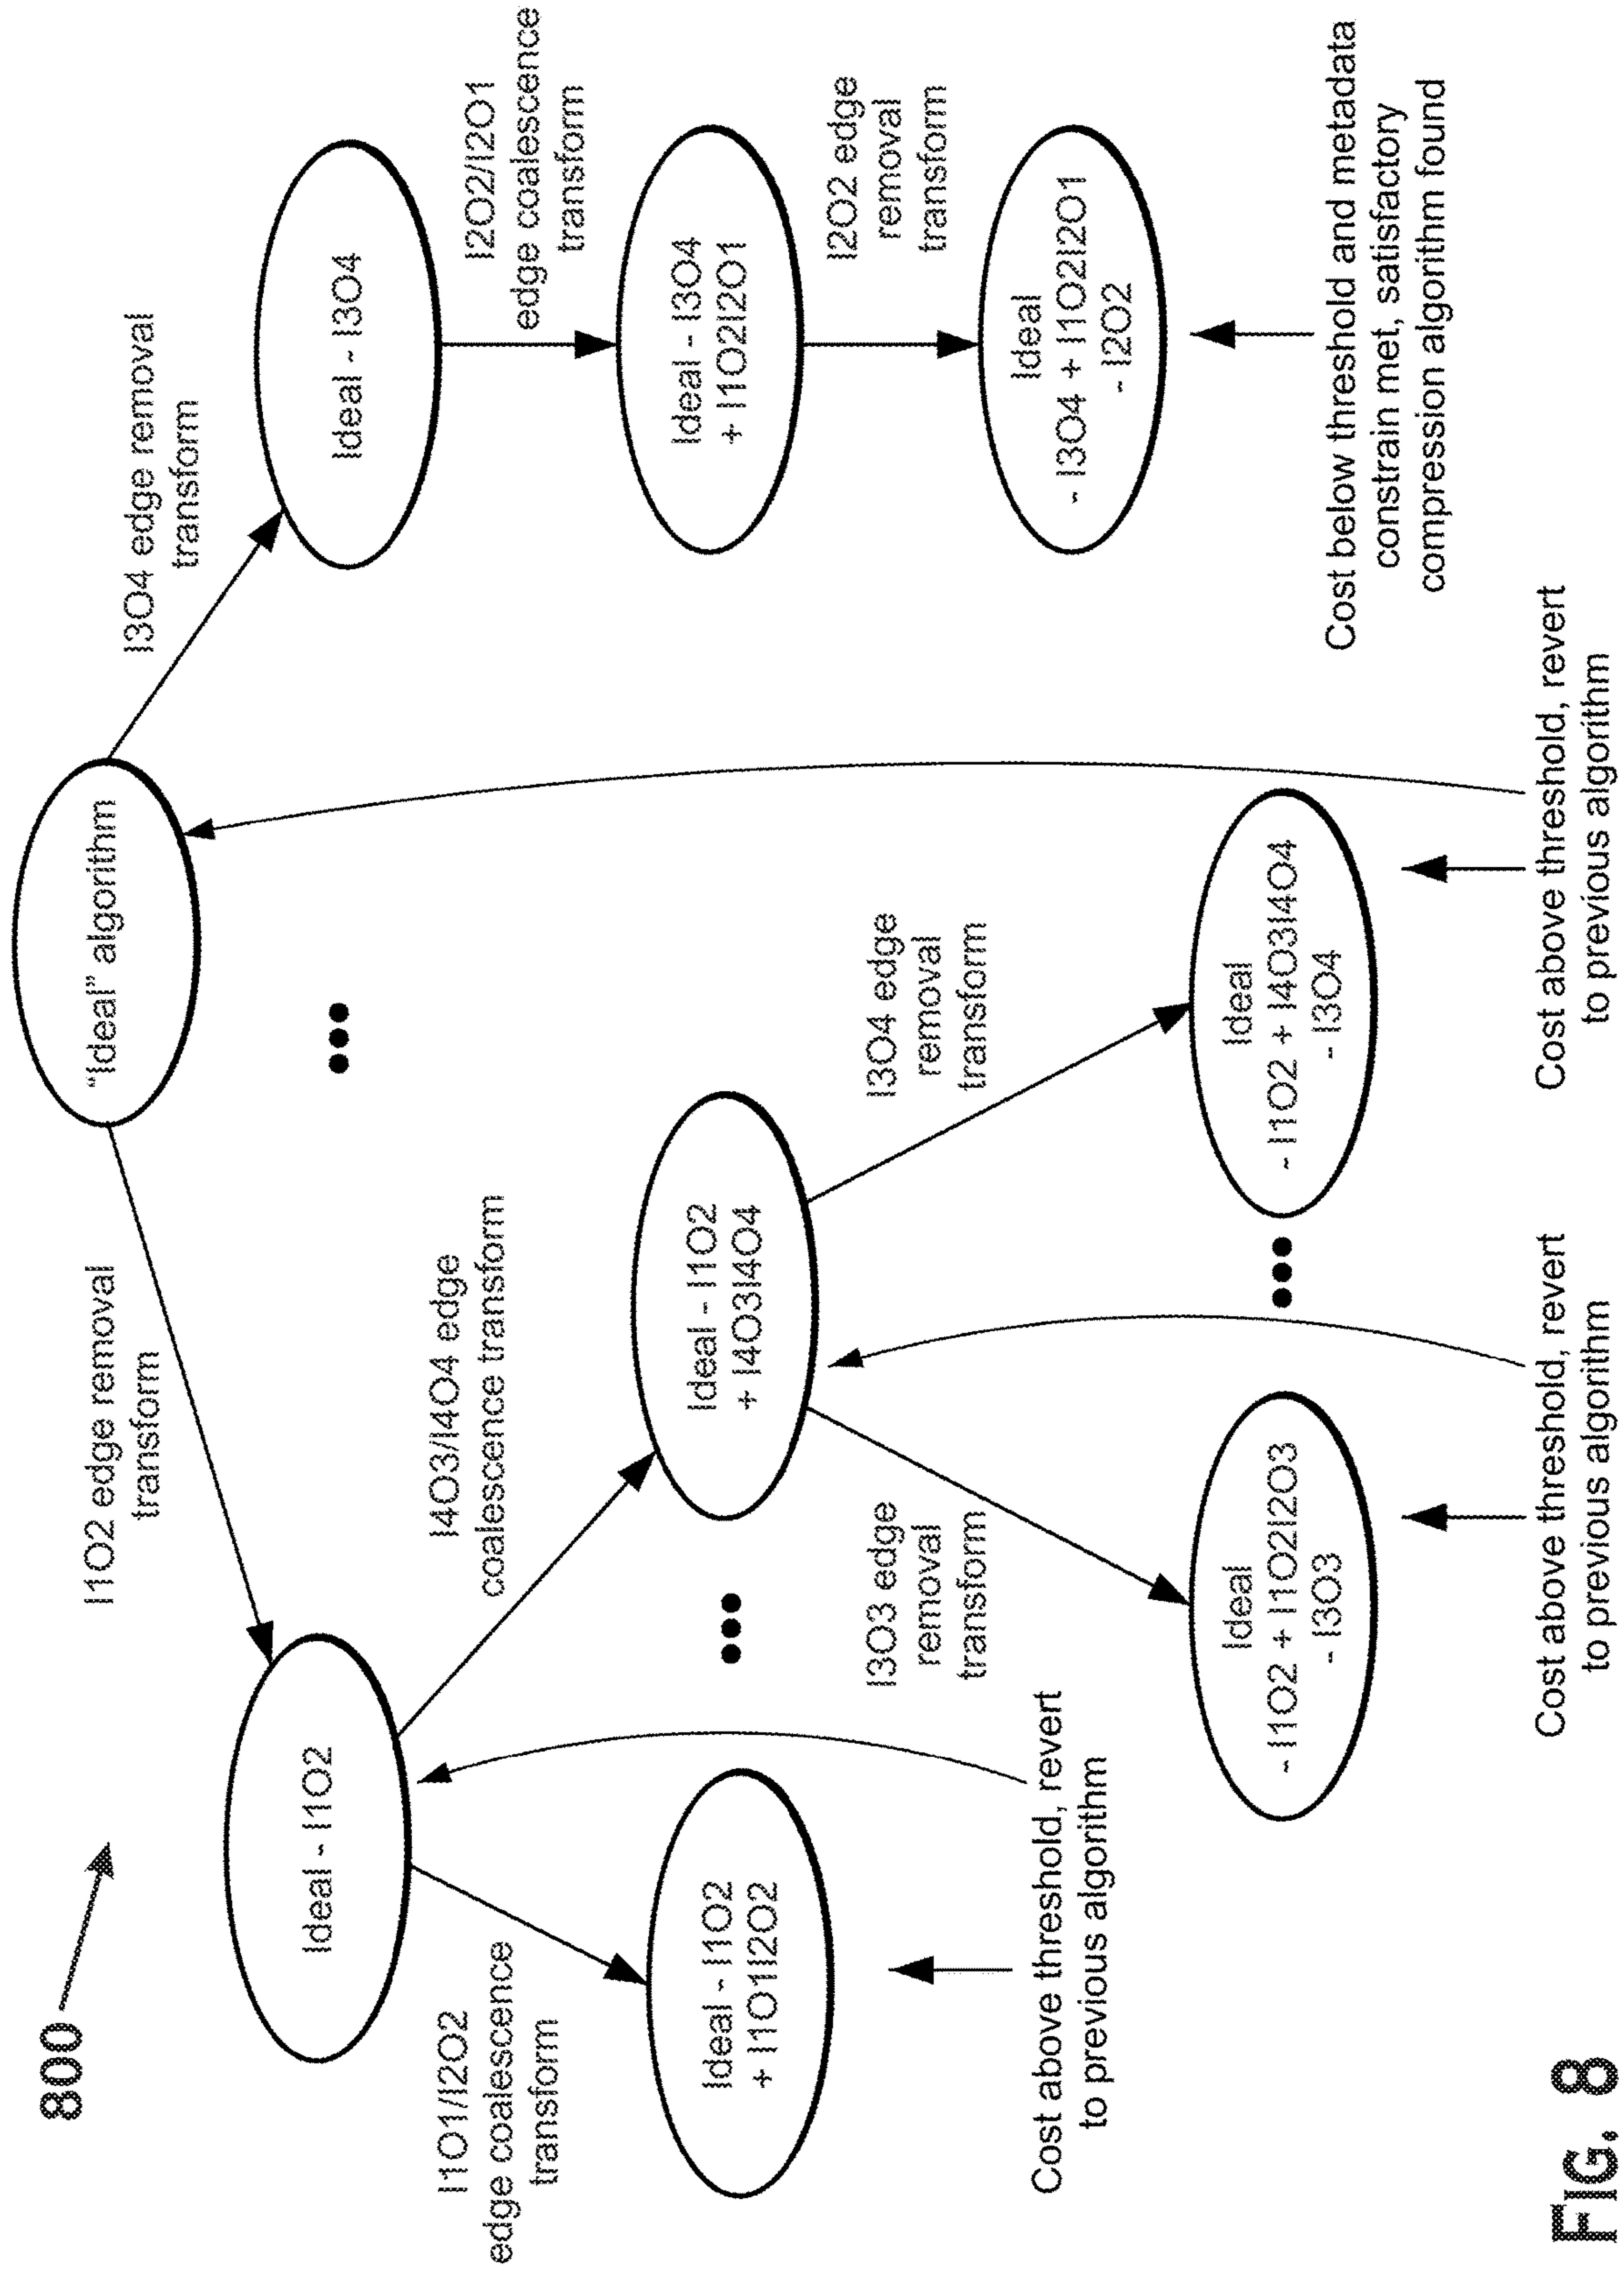 800
"Ideal" algorithm
I1O2 edge removal
transform
I3O4 edge removal
transform
Ideal - I1O2
Ideal - I3O4
I1O1/I2O2
edge coalescence
transform
I4O3/I4O4 edge
coalescence transform
I2O2/I2O1
edge coalescence
transform
Ideal - I1O2
+ I1O1I2O2
Ideal - I1O2
+ I4O3I4O4
Ideal - I3O4
+ I1O2I2O1
I3O3 edge
removal
transform
I3O4 edge
removal
transform
I2O2 edge
removal
transform
Cost above threshold, revert
to previous algorithm
Ideal
- I1O2 + I1O2I2O3
- I3O3
Ideal
- I1O2 + I4O3I4O4
- I3O4
Ideal
- I3O4 + I1O2I2O1
- I2O2
Cost above threshold, revert
to previous algorithm
Cost above threshold, revert
to previous algorithm
Cost below threshold and metadata
constrain met, satisfactory
compression algorithm found
FIG. 8